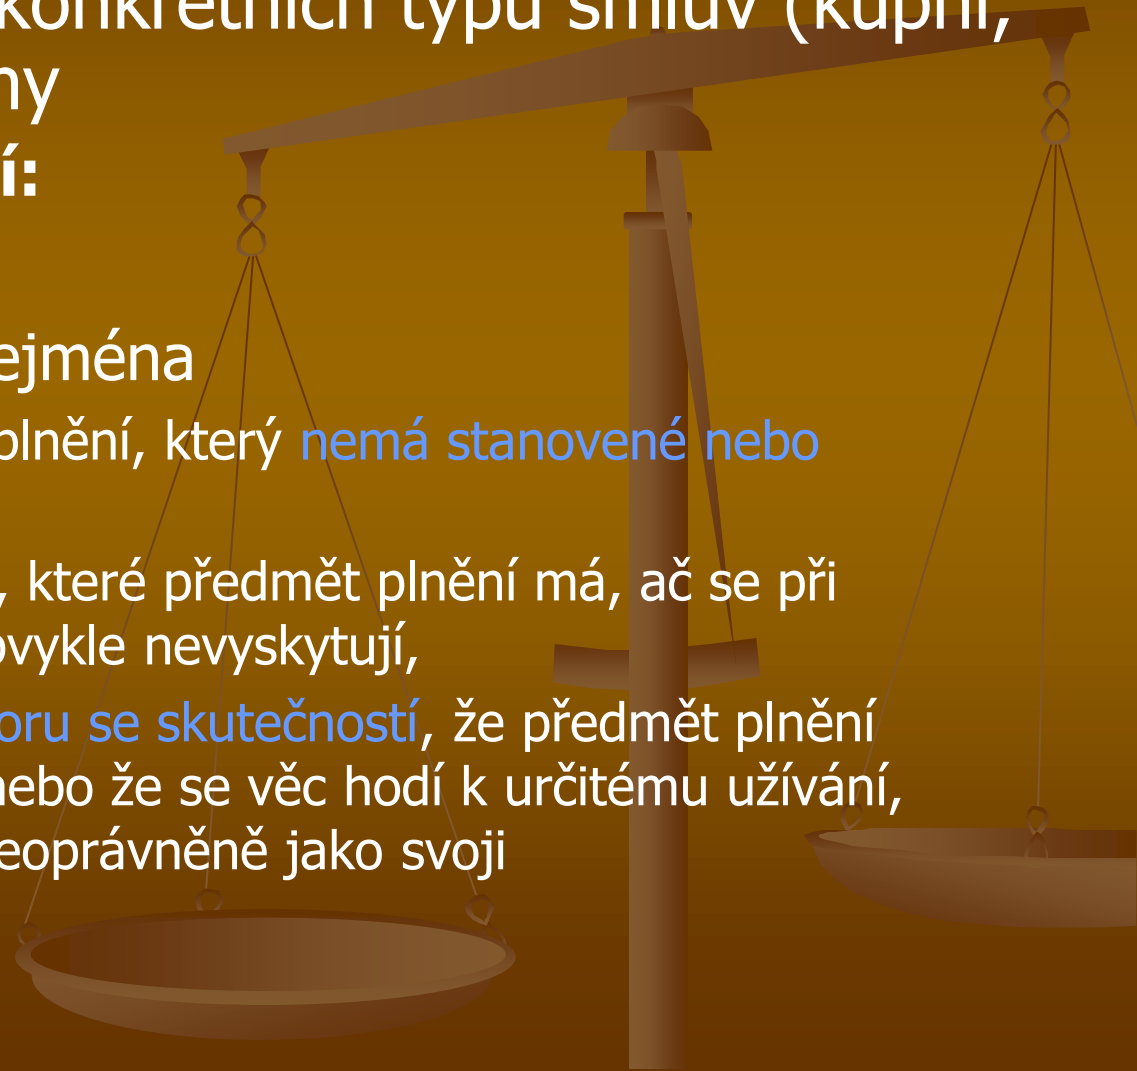 konkrétních typů smluv (kupní,
ny
í:
ejména
plnění, který nemá stanovené nebo
, které předmět plnění má, ač se při
ovykle nevyskytují,
oru se skutečností, že předmět plnění
nebo že se věc hodí k určitému užívání,
eoprávněně jako svoji